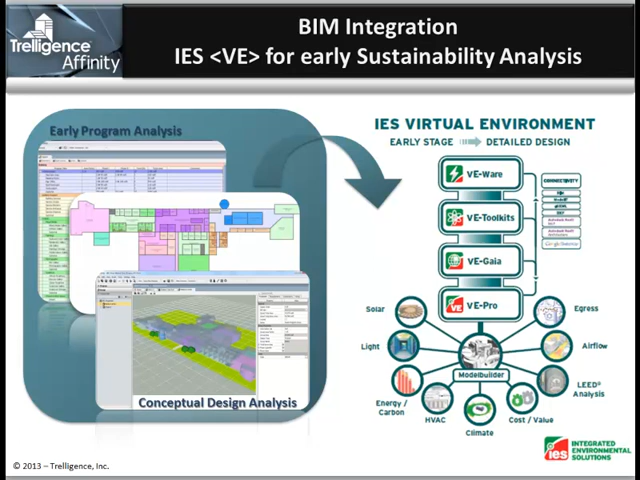 Trelligence
Affinity
BIM Integration
IES <VE> for early Sustainability Analysis
Early Program Analysis
Conceptual Design Analysis
IES VIRTUAL ENVIRONMENT
EARLY STAGE DETAILED DESIGN
VE-Ware
VE-Toolkits
VE-Gaia
VE-Pro
CONNECTIVITY
Solar
Egress
Light
Airflow
Modelbuilder
LEED® Analysis
Energy / Carbon
HVAC
Climate
Cost / Value
ies INTEGRATED
ENVIRONMENTAL
SOLUTIONS
© 2013 – Trelligence, Inc.